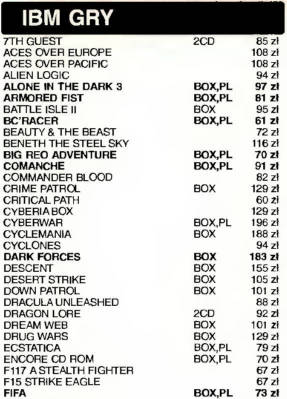 IBM GRY
7TH GUEST 2CD 85 zł
ACES OVER EUROPE 108 zł
ACES OVER PACIFIC 108 zł
ALIEN LOGIC 94 zł
ALONE IN THE DARK 3 BOX,PL 97 zł
ARMORED FIST BOX,PL 81 zł
BATTLE ISLE II BOX 95 zł
BC'RACER BOX,PL 61 zł
BEAUTY & THE BEAST 72 zł
BENETH THE STEEL SKY 116 zł
BIG REO ADVENTURE BOX,PL 70 zł
COMANCHE BOX,PL 91 zł
COMMANDER BLOOD 82 zł
CRIME PATROL BOX 129 zł
CRITICAL PATH 60 zł
CYBERIA BOX 129 zł
CYBERWAR BOX,PL 196 zł
CYCLEMANIA BOX 188 zł
CYCLONES 94 zł
DARK FORCES BOX 183 zł
DESCENT BOX 155 zł
DESERT STRIKE BOX 105 zł
DOWN PATROL BOX 101 zł
DRACULA UNLEASHED 88 zł
DRAGON LORE 2CD 92 zł
DREAM WEB BOX 101 zł
DRUG WARS BOX 129 zł
ECSTATICA BOX,PL 79 zł
ENCORE CD ROM BOX,PL 70 zł
F117 A STEALTH FIGHTER 67 zł
F15 STRIKE EAGLE 67 zł
FIFA BOX,PL 73 zł